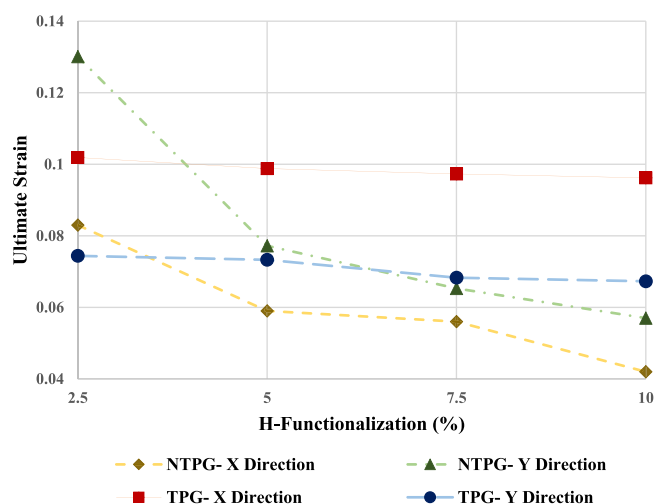 0.14
0.12
0.1
0.08
0.06
0.04
Ultimate Strain
2.5 5 7.5 10
H-Functionalization (%)
NTPG- X Direction NTPG- Y Direction
TPG- X Direction TPG- Y Direction